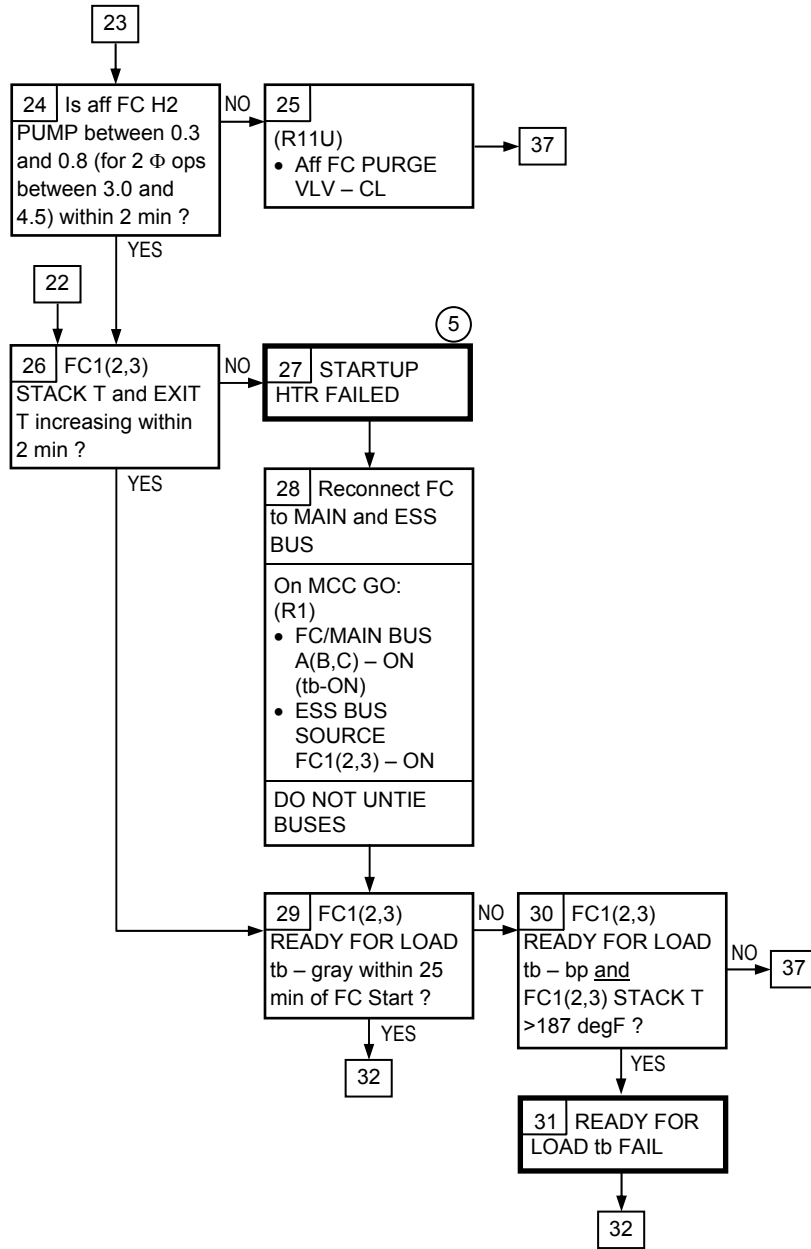 23
24 Is aff FC H2
PUMP between 0.3
and 0.8 (for 2 Φ ops
between 3.0 and
4.5) within 2 min ?
NO
25
(R11U)
• Aff FC PURGE
VLV – CL
37
YES
22
26 FC1(2,3)
STACK T and EXIT
T increasing within
2 min ?
NO
5
27 STARTUP
HTR FAILED
YES
28 Reconnect FC
to MAIN and ESS
BUS
On MCC GO:
(R1)
• FC/MAIN BUS
A(B,C) – ON
(tb-ON)
• ESS BUS
SOURCE
FC1(2,3) – ON
DO NOT UNTIE
BUSES
29 FC1(2,3)
READY FOR LOAD
tb – gray within 25
min of FC Start ?
NO
30 FC1(2,3)
READY FOR LOAD
tb – bp and
FC1(2,3) STACK T
>187 degF ?
NO
37
YES
32
YES
31 READY FOR
LOAD tb FAIL
32